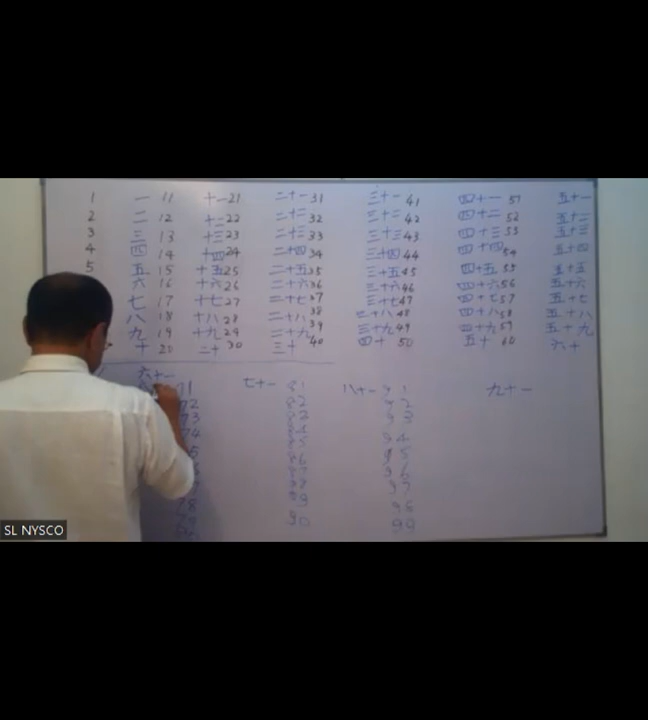 1 一 11 十一 21 二十一 31 三十一 41 四十一 51 五十一
2 二 12 十二 22 二十二 32 三十二 42 四十二 52 五十二
3 三 13 十三 23 二十三 33 三十三 43 四十三 53 五十三
4 四 14 十四 24 二十四 34 三十四 44 四十四 54 五十四
5 五 15 十五 25 二十五 35 三十五 45 四十五 55 五十五
六 16 十六 26 二十六 36 三十六 46 四十六 56 五十六
七 17 十七 27 二十七 37 三十七 47 四十七 57 五十七
八 18 十八 28 二十八 38 三十八 48 四十八 58 五十八
九 19 十九 29 二十九 39 三十九 49 四十九 59 五十九
十 20 二十 30 三十 40 四十 50 五十 60 六十
六十一 71 七十一 81 八十一 91 九十一
72 82 92
73 83 93
74 84 94
5 85 95
86 96
87 97
78 88 98
89 99
90
SL NYSCO